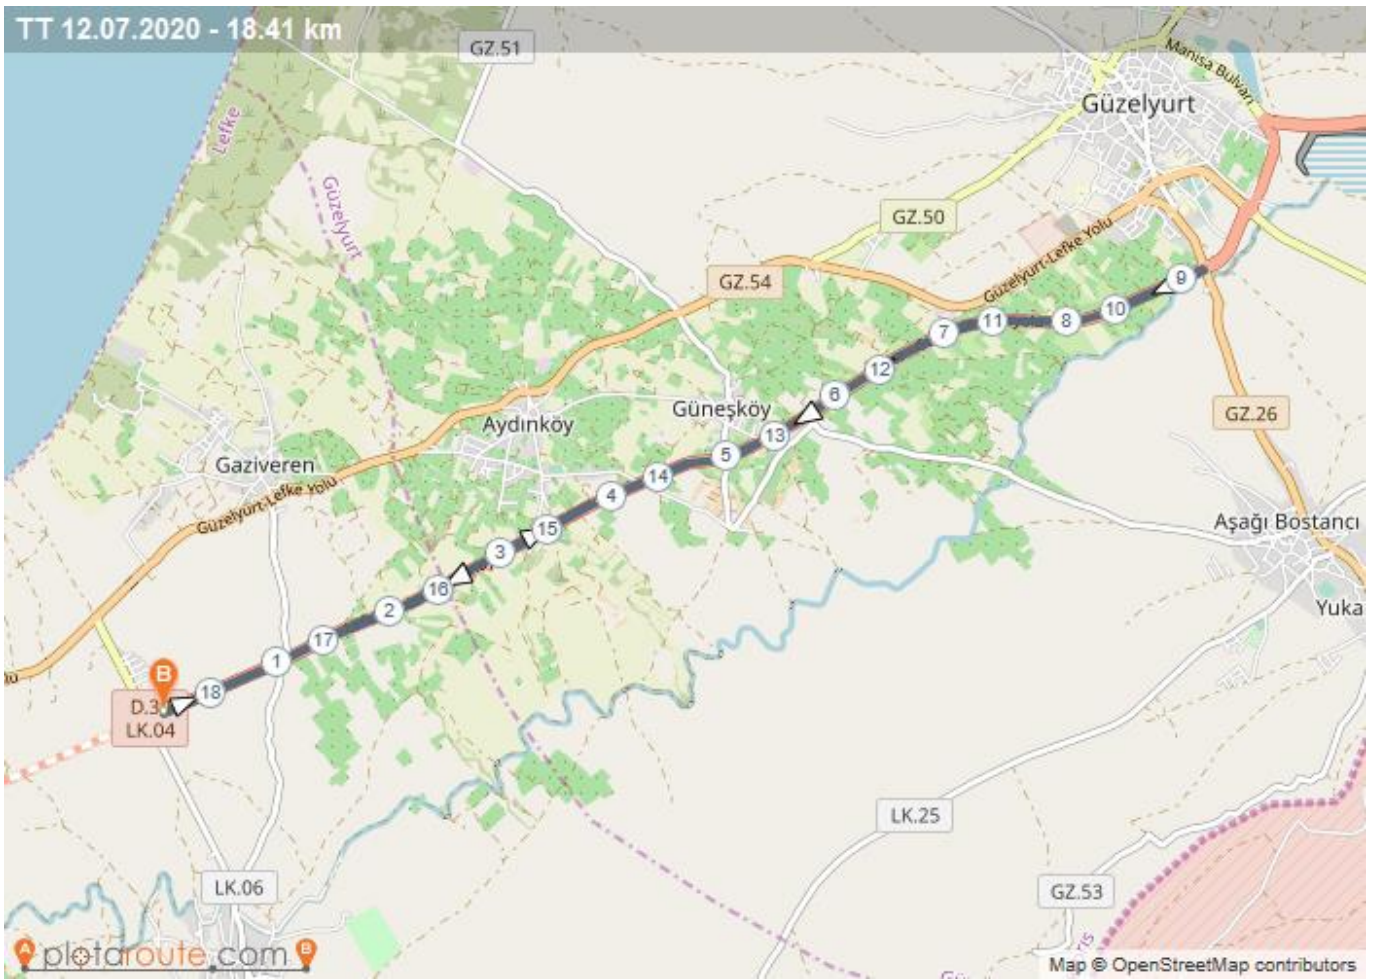 TT 12.07.2020 - 18.41 km
GZ.51
Manisa Bulvarı
Güzelyurt
Lefke
Güzelyurt
GZ.50
Güzelyurt-Lefke Yolu
GZ.54
9
10
8
11
7
12
6
Güneşköy
13
GZ.26
Aydınköy
5
14
Gaziveren
4
Güzelyurt-Lefke Yolu
15
Aşağı Bostancı
3
16
2
Yuka
17
1
18
B
D.3
LK.04
LK.25
LK.06
GZ.53
A plotaroute.com B
Map © OpenStreetMap contributors